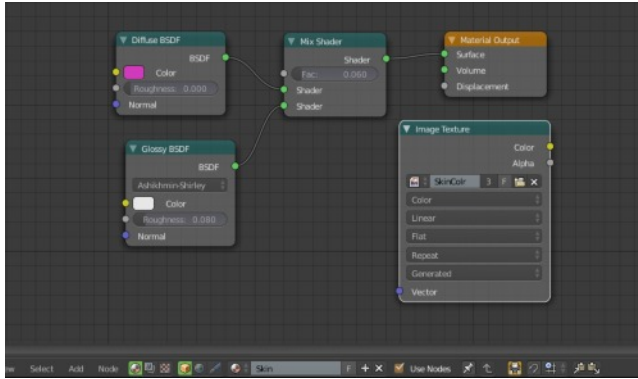 Diffuse BSDF
BSDF
Color
Roughness: 0.000
Normal
Mix Shader
Shader
Fac: 0.060
Shader
Shader
Material Output
Surface
Volume
Displacement
Glossy BSDF
BSDF
Ashikhmin-Shirley
Color
Roughness: 0.080
Normal
Image Texture
Color
Alpha
SkinColr 3 F
Color
Linear
Flat
Repeat
Generated
Vector
Select Add Node Skin F Use Nodes